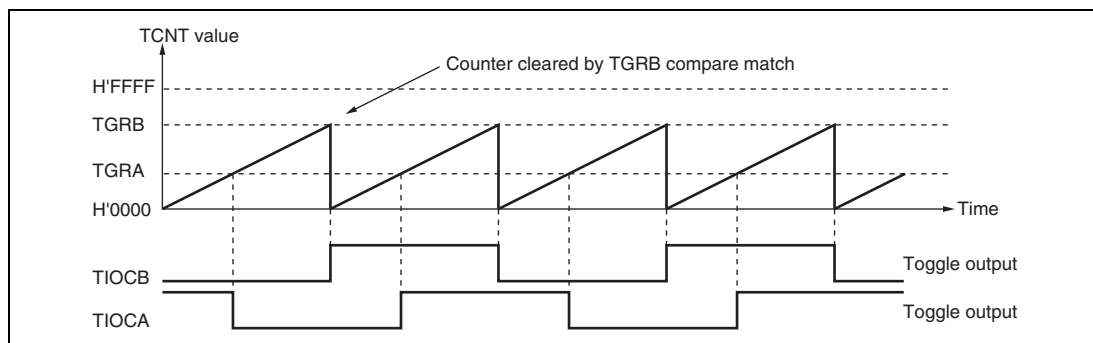 TCNT value
Counter cleared by TGRB compare match
H'FFFF
TGRB
TGRA
H'0000
Time
TIOCB
Toggle output
TIOCA
Toggle output